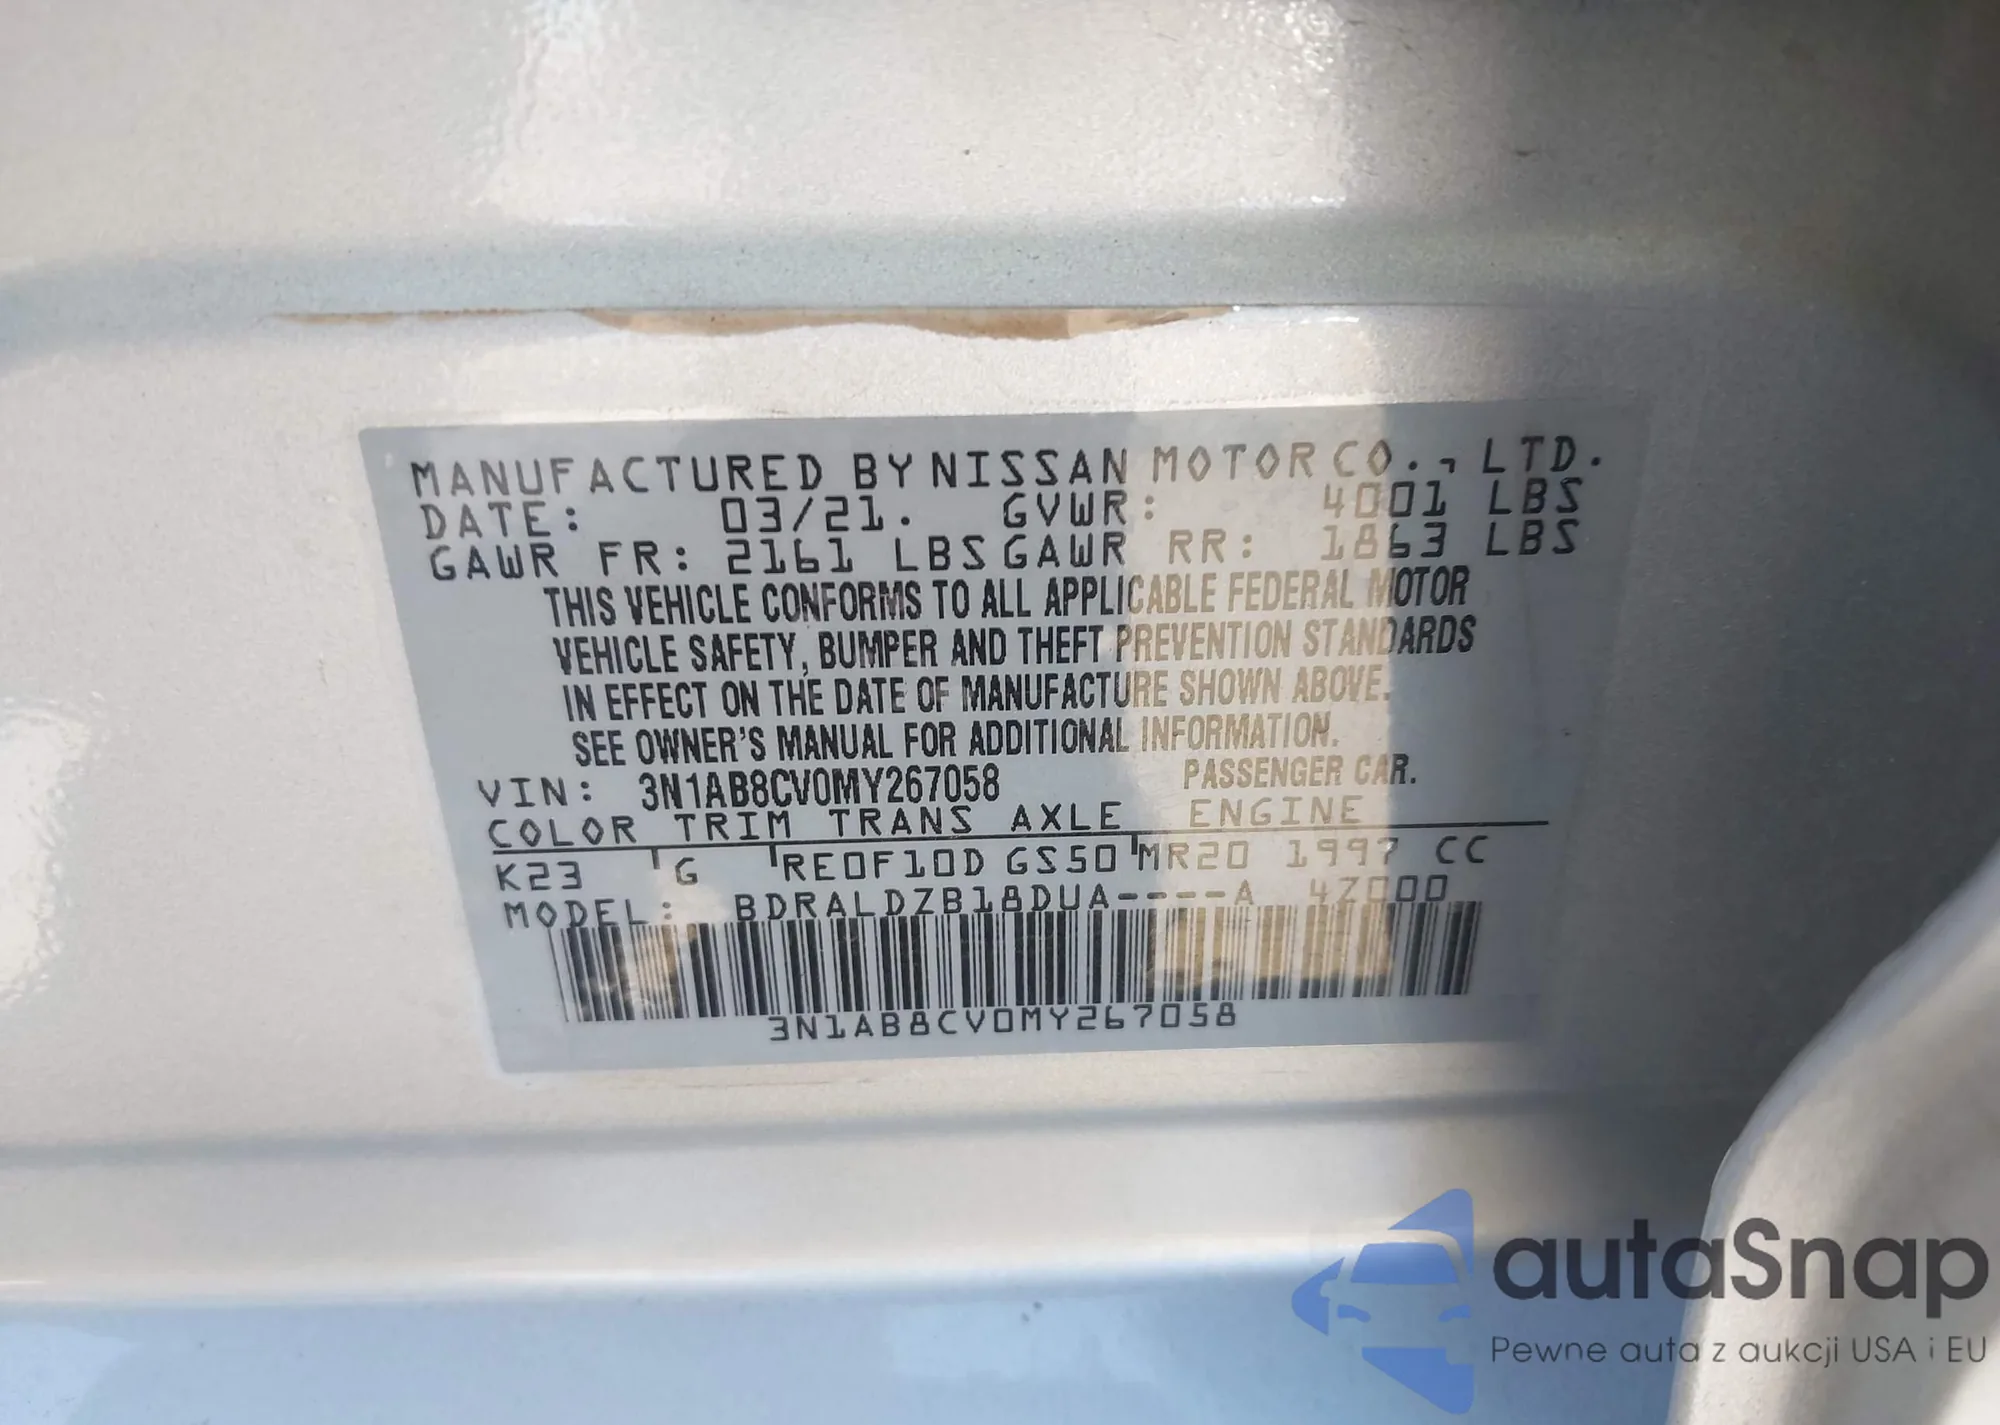 MANUFACTURED BY NISSAN MOTOR CO., LTD.
DATE: 03/21. GVWR: 4001 LBS
GAWR FR: 2161 LBS GAWR RR: 1863 LBS
THIS VEHICLE CONFORMS TO ALL APPLICABLE FEDERAL MOTOR
VEHICLE SAFETY, BUMPER AND THEFT PREVENTION STANDARDS
IN EFFECT ON THE DATE OF MANUFACTURE SHOWN ABOVE.
SEE OWNER'S MANUAL FOR ADDITIONAL INFORMATION.
VIN: 3N1AB8CV0MY267058 PASSENGER CAR.
COLOR TRIM TRANS AXLE ENGINE
K23 G RE0F10D GS50 MR20 1997 CC
MODEL: BDRALDZB18DUA----A 4Z000
3N1AB8CV0MY267058
autaSnap
Pewne auta z aukcji USA i EU